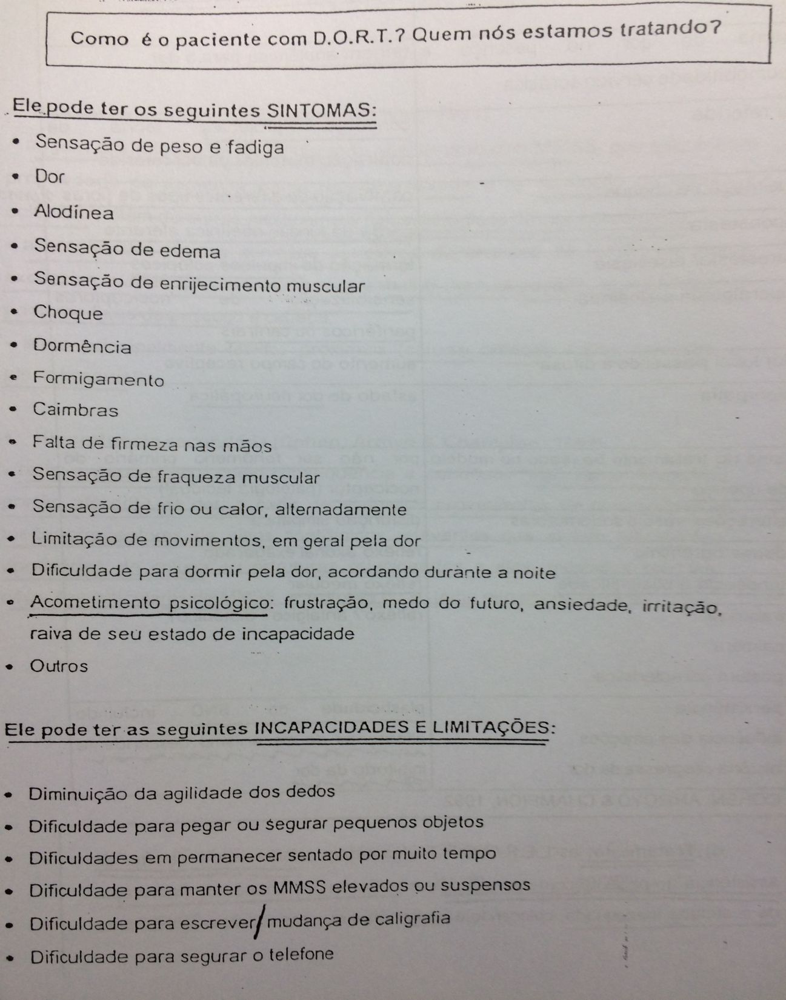 Como é o paciente com D.O.R.T.? Quem nós estamos tratando?
Ele pode ter os seguintes SINTOMAS:
• Sensação de peso e fadiga
• Dor
• Alodínea
• Sensação de edema
• Sensação de enrijecimento muscular
• Choque
• Dormência
• Formigamento
• Caimbras
• Falta de firmeza nas mãos
• Sensação de fraqueza muscular
• Sensação de frio ou calor, alternadamente
• Limitação de movimentos, em geral pela dor
• Dificuldade para dormir pela dor, acordando durante a noite
• Acometimento psicológico: frustração, medo do futuro, ansiedade, irritação,
raiva de seu estado de incapacidade
• Outros
Ele pode ter as seguintes INCAPACIDADES E LIMITAÇÕES:
• Diminuição da agilidade dos dedos
• Dificuldade para pegar ou segurar pequenos objetos
• Dificuldades em permanecer sentado por muito tempo
• Dificuldade para manter os MMSS elevados ou suspensos
• Dificuldade para escrever/mudança de caligrafia
• Dificuldade para segurar o telefone